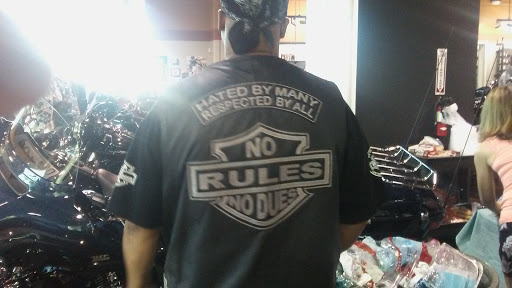 HATED BY MANY
RESPECTED BY ALL
NO
RULES
NO DUES